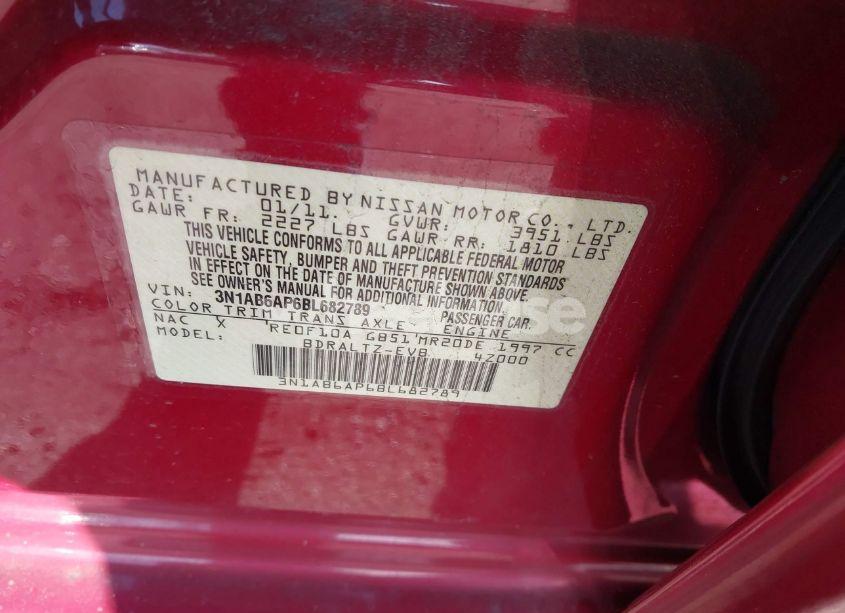 MANUFACTURED BY NISSAN MOTOR CO., LTD.
DATE: 01/11. GVWR: 3951 LBS
GAWR FR: 2227 LBS GAWR RR: 1810 LBS
THIS VEHICLE CONFORMS TO ALL APPLICABLE FEDERAL MOTOR
VEHICLE SAFETY, BUMPER AND THEFT PREVENTION STANDARDS
IN EFFECT ON THE DATE OF MANUFACTURE SHOWN ABOVE.
SEE OWNER'S MANUAL FOR ADDITIONAL INFORMATION.
VIN: 3N1AB6AP6BL682789 PASSENGER CAR.
COLOR TRIM TRANS AXLE ENGINE
NAC X RE0F10A GB51 MR20DE 1997 CC
MODEL: BDRALTZ-EVB 42000
3N1AB6AP6BL682789